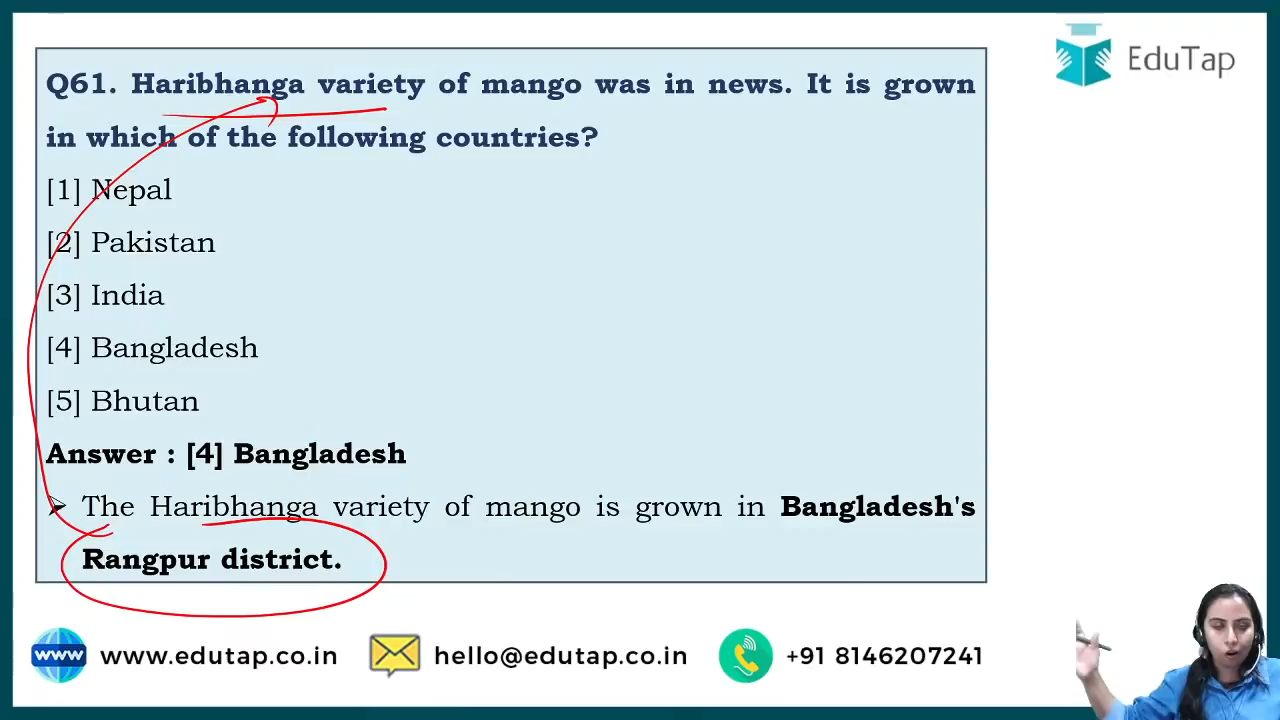 EduTap
Q61. Haribhanga variety of mango was in news. It is grown
in which of the following countries?
[1] Nepal
[2] Pakistan
[3] India
[4] Bangladesh
[5] Bhutan
Answer : [4] Bangladesh
➢ The Haribhanga variety of mango is grown in Bangladesh's
Rangpur district.
www www.edutap.co.in hello@edutap.co.in +91 8146207241